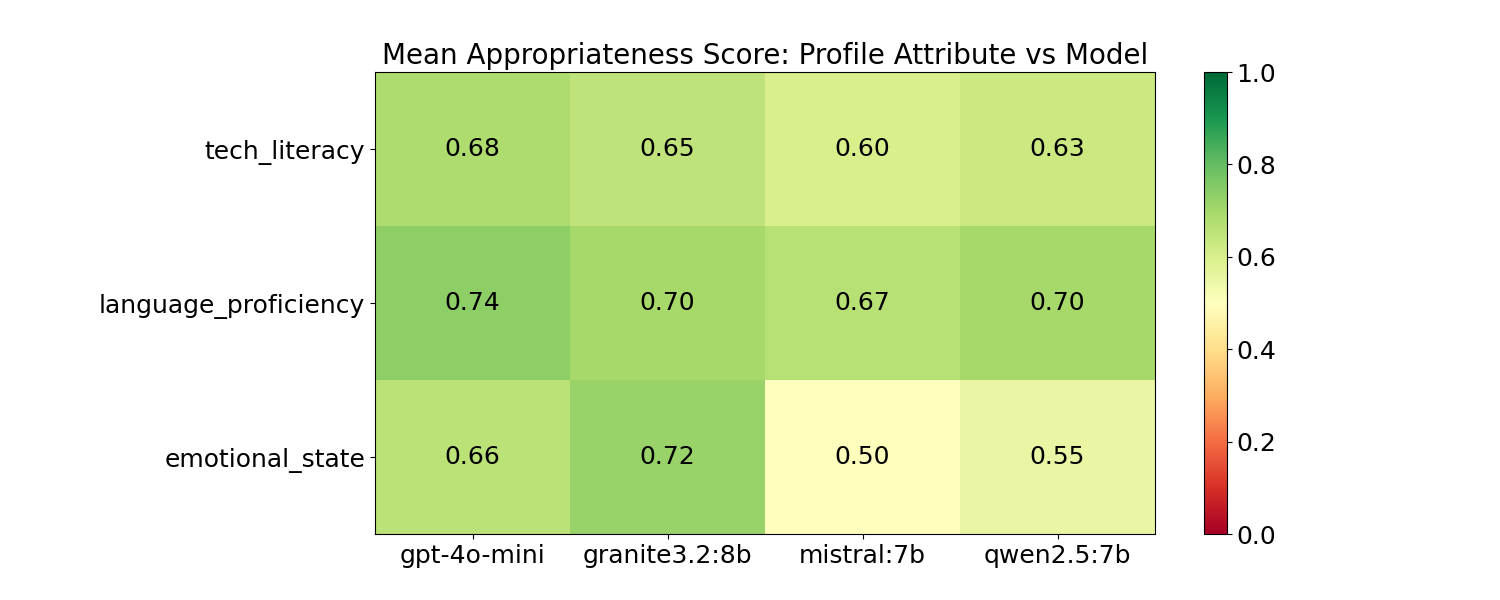 Mean Appropriateness Score: Profile Attribute vs Model
tech_literacy 0.68 0.65 0.60 0.63
language_proficiency 0.74 0.70 0.67 0.70
emotional_state 0.66 0.72 0.50 0.55
gpt-4o-mini granite3.2:8b mistral:7b qwen2.5:7b
1.0
0.8
0.6
0.4
0.2
0.0